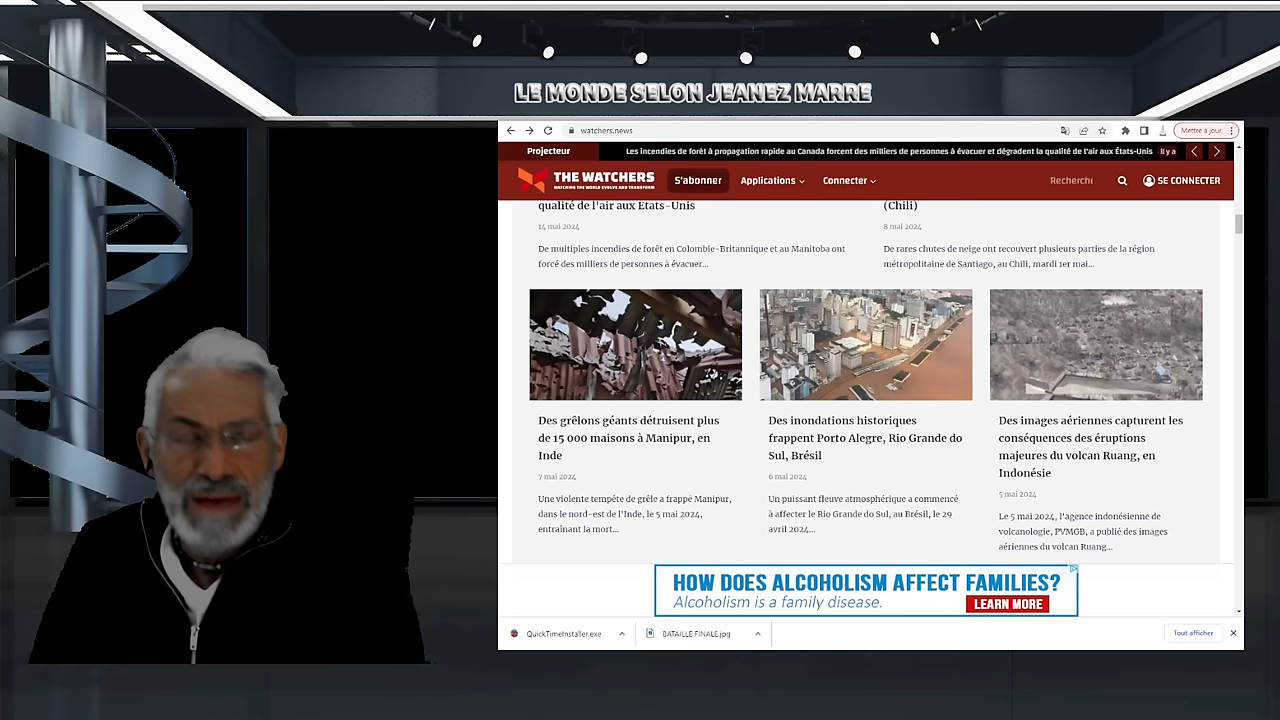 LE MONDE SELON JEANEZ MARRE
watchers.news
Mettre à jour
Projecteur
Les incendies de forêt à propagation rapide au Canada forcent des milliers de personnes à évacuer et dégradent la qualité de l'air aux États-Unis
Il y a
THE WATCHERS
WATCHING THE WORLD EVOLVE AND TRANSFORM
S'abonner
Applications
Connecter
Recherche
SE CONNECTER
qualité de l'air aux États-Unis
14 mai 2024
De multiples incendies de forêt en Colombie-Britannique et au Manitoba ont
forcé des milliers de personnes à évacuer...
(Chili)
8 mai 2024
De rares chutes de neige ont recouvert plusieurs parties de la région
métropolitaine de Santiago, au Chili, mardi 1er mai...
Des grêlons géants détruisent plus
de 15 000 maisons à Manipur, en
Inde
7 mai 2024
Une violente tempête de grêle a frappé Manipur,
dans le nord-est de l'Inde, le 5 mai 2024,
entraînant la mort...
Des inondations historiques
frappent Porto Alegre, Rio Grande do
Sul, Brésil
6 mai 2024
Un puissant fleuve atmosphérique a commencé
à affecter le Rio Grande do Sul, au Brésil, le 29
avril 2024...
Des images aériennes capturent les
conséquences des éruptions
majeures du volcan Ruang, en
Indonésie
5 mai 2024
Le 5 mai 2024, l'agence indonésienne de
volcanologie, PVMGB, a publié des images
aériennes du volcan Ruang...
HOW DOES ALCOHOLISM AFFECT FAMILIES?
Alcoholism is a family disease.
LEARN MORE
QuickTimeInstaller.exe
BATAILLE FINALE.jpg
Tout afficher